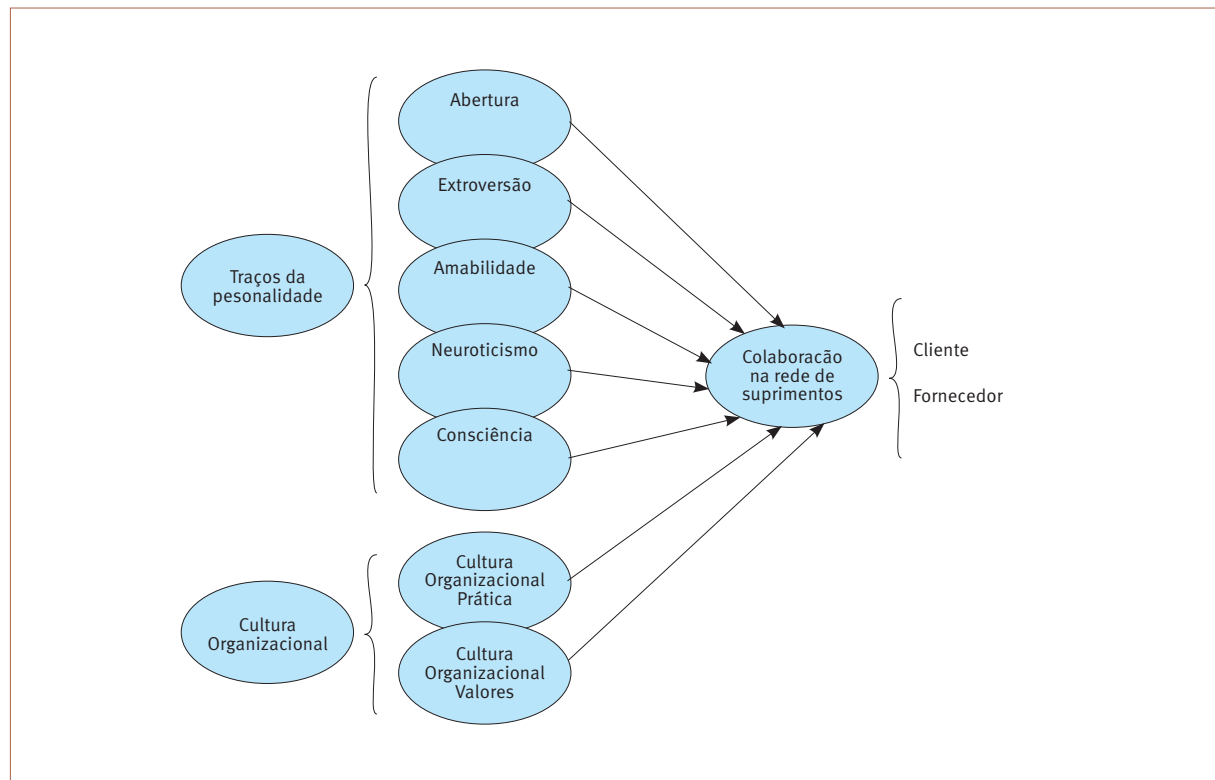 Abertura
Extroversão
Amabilidade
Neuroticismo
Consciência
Traços da
pesonalidade
Colaboracão
na rede de
suprimentos
Cliente
Fornecedor
Cultura
Organizacional
Prática
Cultura
Organizacional
Cultura
Organizacional
Valores